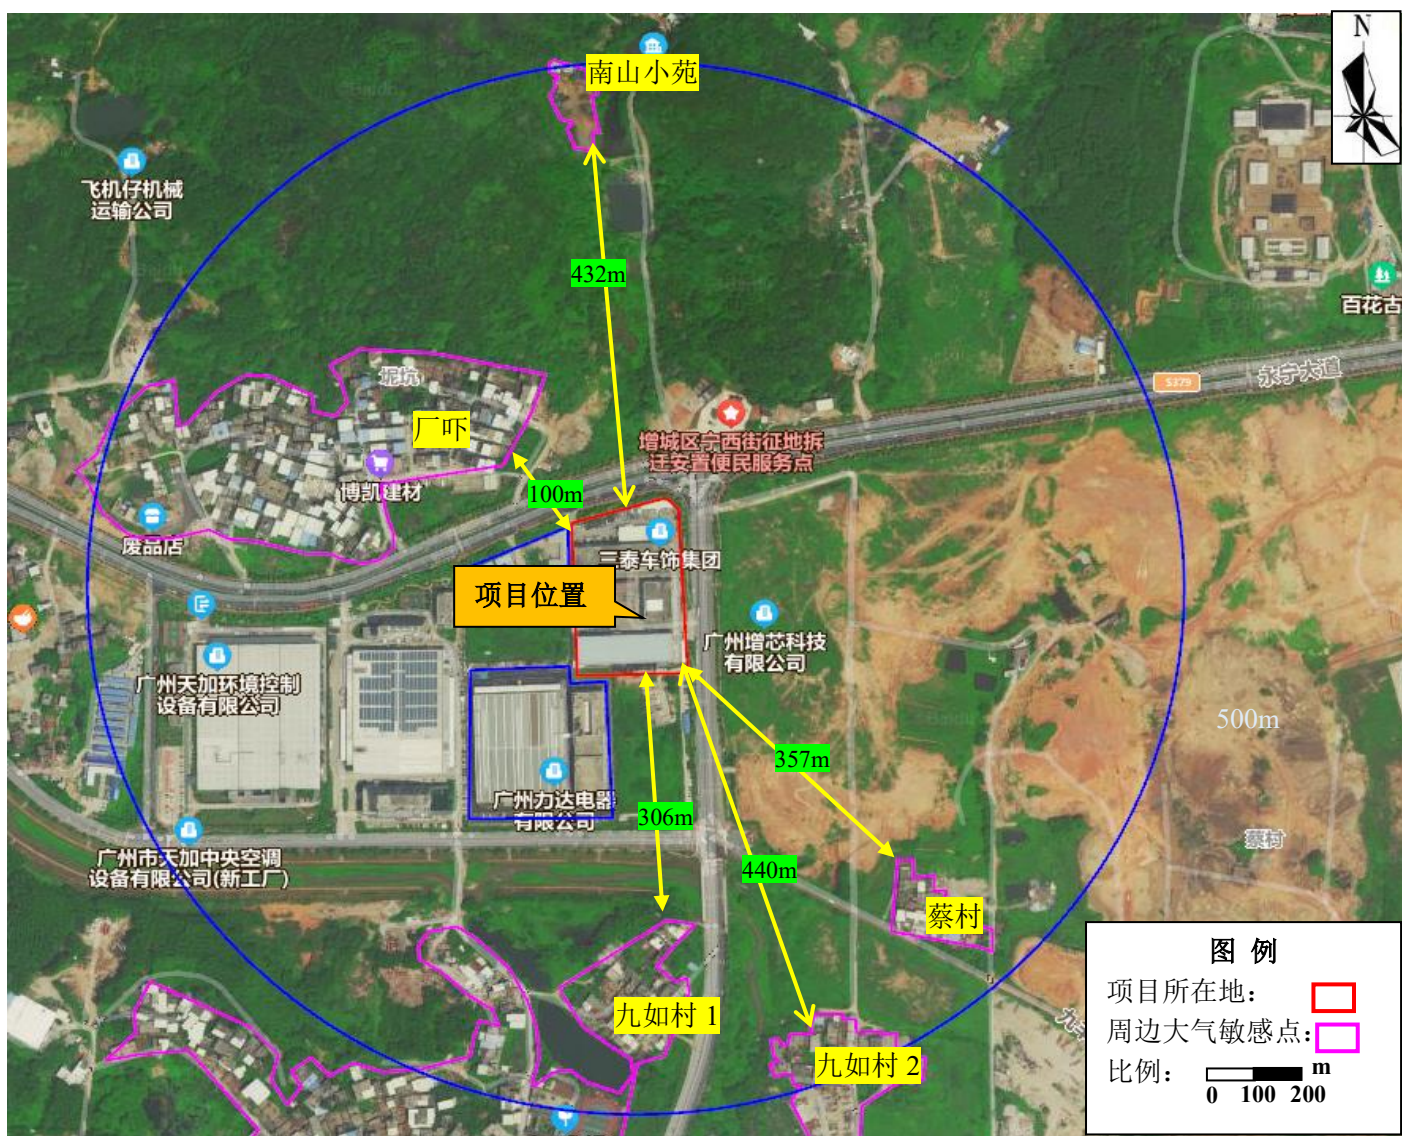 南山小苑
N
飞机仔机械
运输公司
432m
百花古
S379
永宁大道
坭坑
厂吓
增城区宁西街征地拆
迁安置便民服务点
博凯建材
100m
废品店
三泰车饰集团
项目位置
广州增芯科技
有限公司
广州天加环境控制
设备有限公司
500m
357m
广州力达电器
有限公司
306m
蔡村
广州市天加中央空调
设备有限公司(新工厂)
440m
蔡村
九如村 1
九如村 2
图 例
项目所在地：
周边大气敏感点：
比例：
m
0 100 200